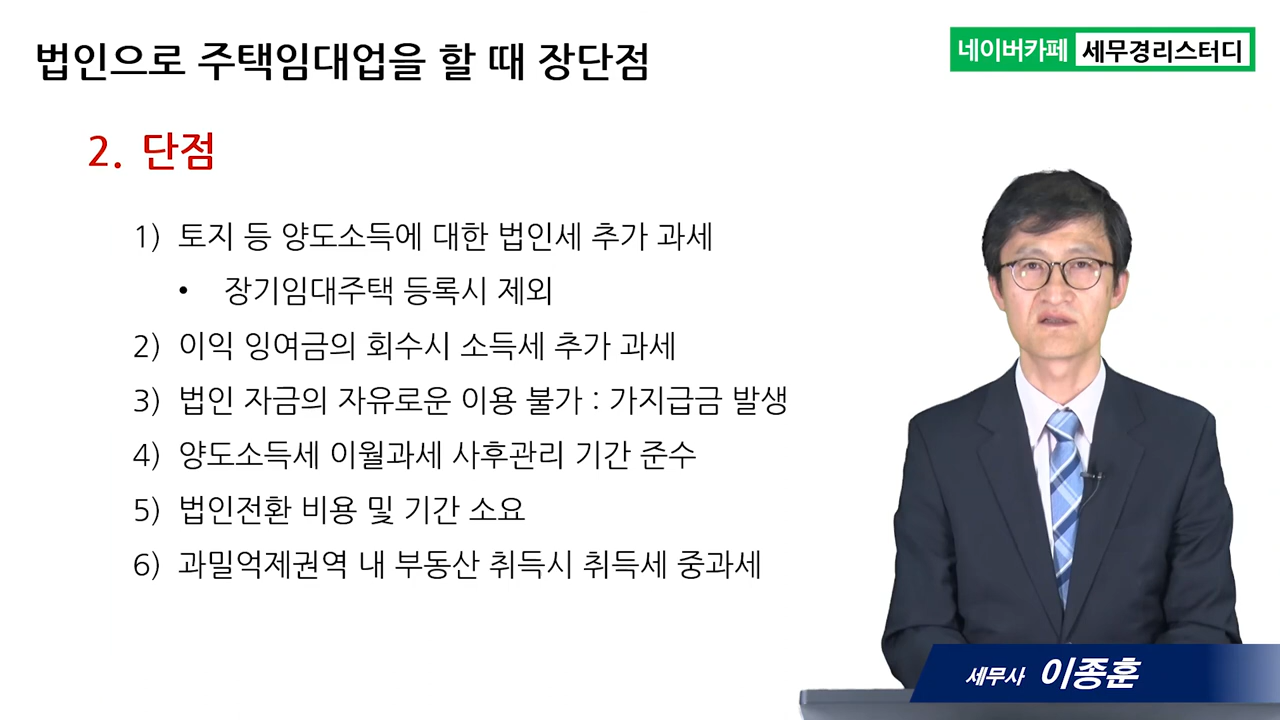 법인으로 주택임대업을 할 때 장단점
네이버카페 세무경리스터디
2. 단점
1) 토지 등 양도소득에 대한 법인세 추가 과세
• 장기임대주택 등록시 제외
2) 이익 잉여금의 회수시 소득세 추가 과세
3) 법인 자금의 자유로운 이용 불가 : 가지급금 발생
4) 양도소득세 이월과세 사후관리 기간 준수
5) 법인전환 비용 및 기간 소요
6) 과밀억제권역 내 부동산 취득시 취득세 중과세
세무사 이종훈